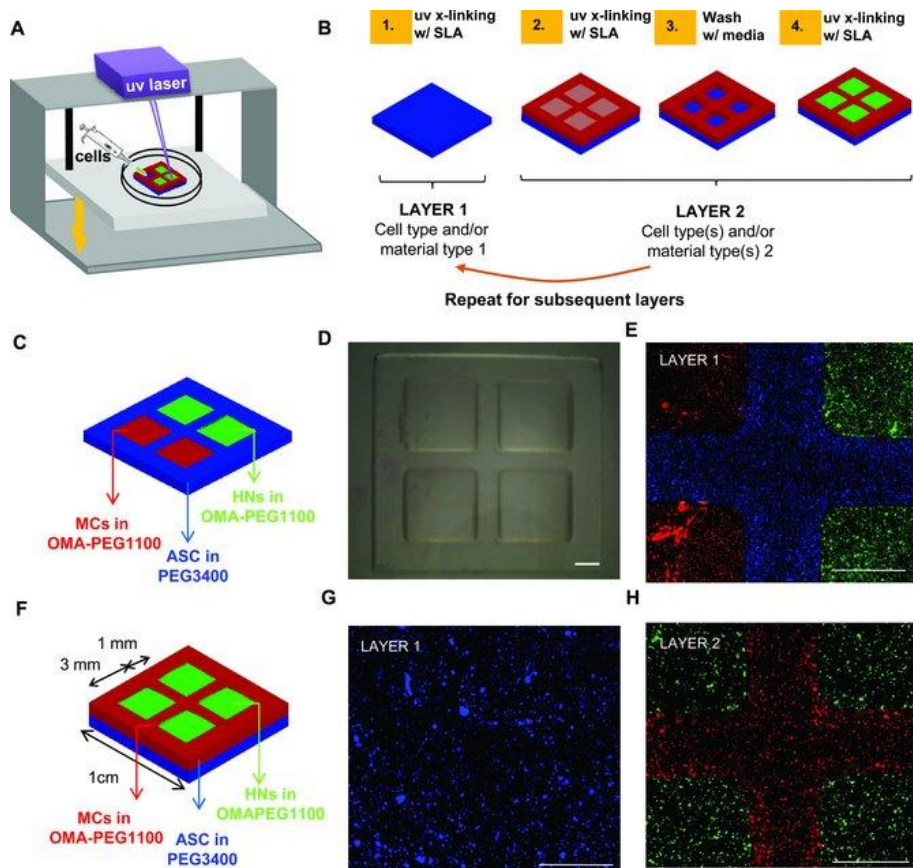 A
uv laser
cells
B
1.
uv x-linking
w/ SLA
2.
uv x-linking
w/ SLA
3.
Wash
w/ media
4.
uv x-linking
w/ SLA
LAYER 1
Cell type and/or
material type 1
LAYER 2
Cell type(s) and/or
material type(s) 2
Repeat for subsequent layers
C
MCs in
OMA-PEG1100
HNs in
OMA-PEG1100
ASC in
PEG3400
D
E
LAYER 1
F
1 mm
3 mm
1cm
MCs in
OMA-PEG1100
ASC in
PEG3400
HNs in
OMAPEG1100
G
LAYER 1
H
LAYER 2